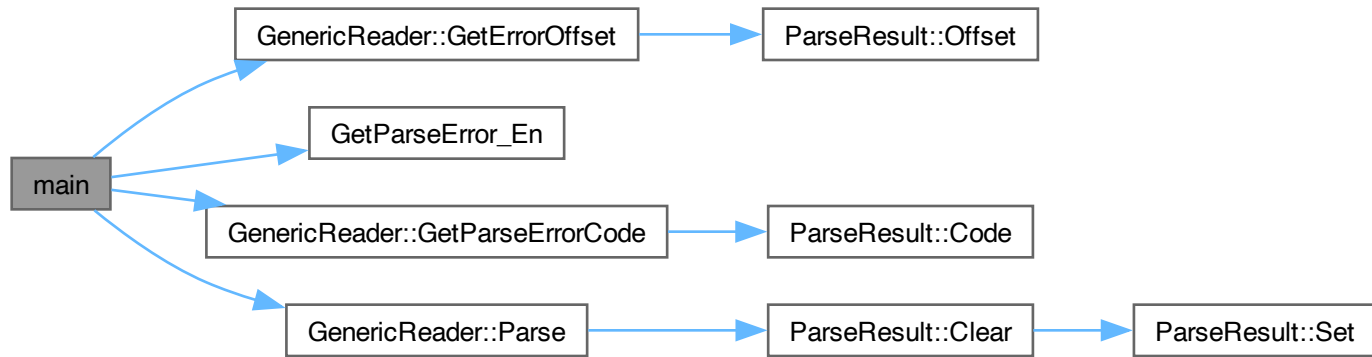 GenericReader::GetErrorOffset
ParseResult::Offset
GetParseError_En
main
GenericReader::GetParseErrorCode
ParseResult::Code
GenericReader::Parse
ParseResult::Clear
ParseResult::Set